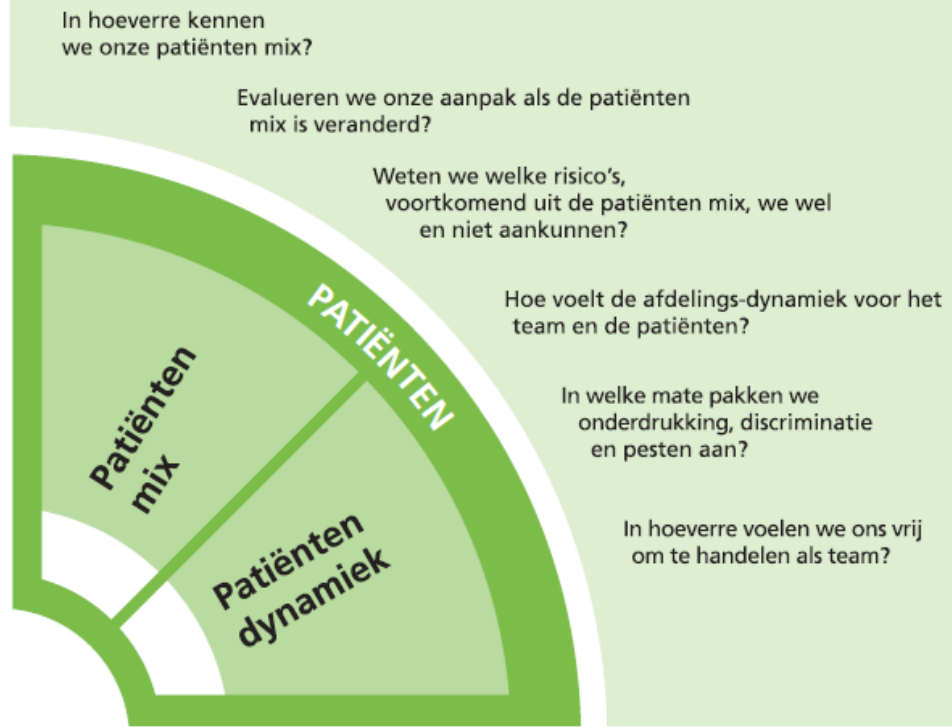 In hoeverre kennen
we onze patiënten mix?
Evalueren we onze aanpak als de patiënten
mix is veranderd?
Weten we welke risico's,
voortkomend uit de patiënten mix, we wel
en niet aankunnen?
Hoe voelt de afdelings-dynamiek voor het
team en de patiënten?
In welke mate pakken we
onderdrukking, discriminatie
en pesten aan?
In hoeverre voelen we ons vrij
om te handelen als team?
PATIËNTEN
Patiënten
mix
Patiënten
dynamiek